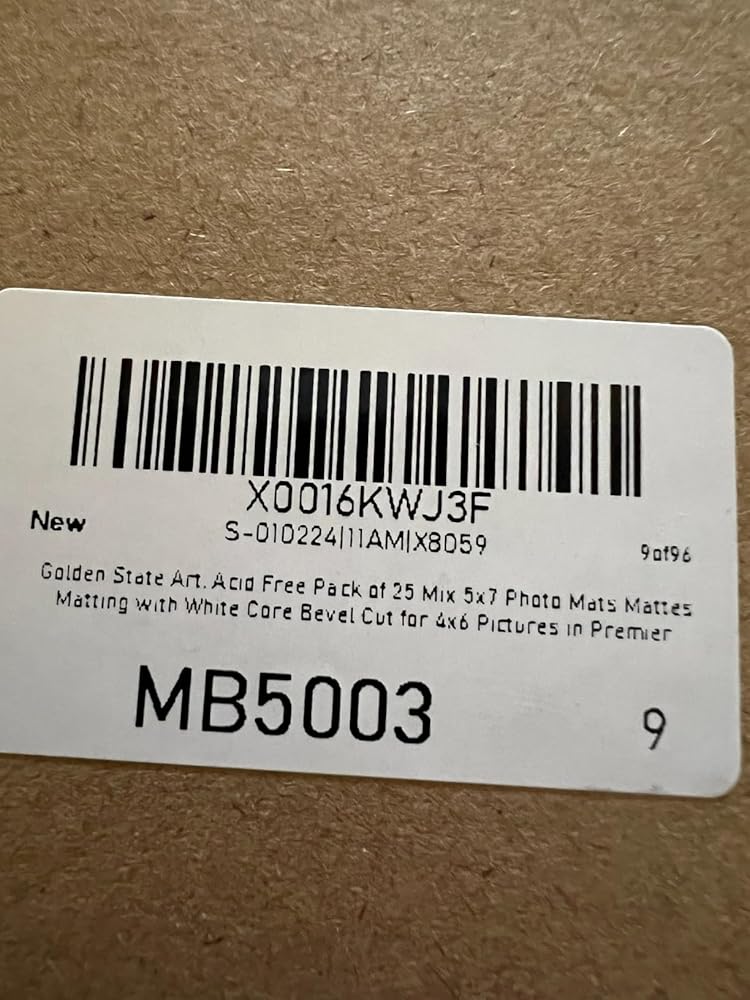 X0016KWJ3F
New
S-010224|11AM|X8059
9of96
Golden State Art. Acid Free Pack of 25 Mix 5x7 Photo Mats Mattes
Matting with White Core Bevel Cut for 4x6 Pictures in Premier
MB5003
9